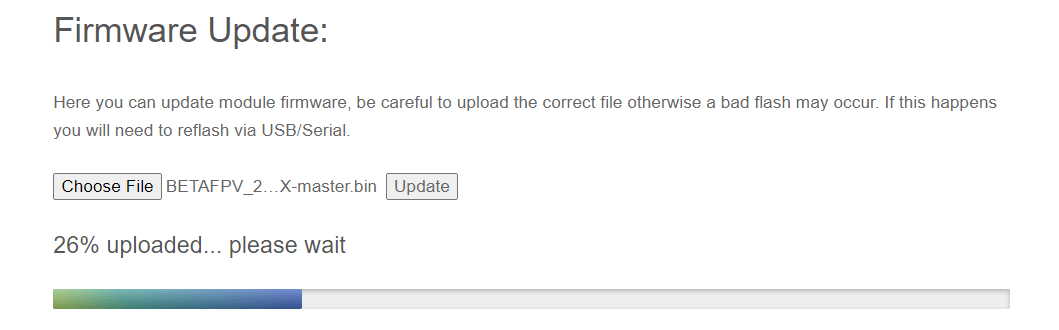 Firmware Update:
Here you can update module firmware, be careful to upload the correct file otherwise a bad flash may occur. If this happens
you will need to reflash via USB/Serial.
Choose File BETAFPV_2...X-master.bin Update
26% uploaded... please wait